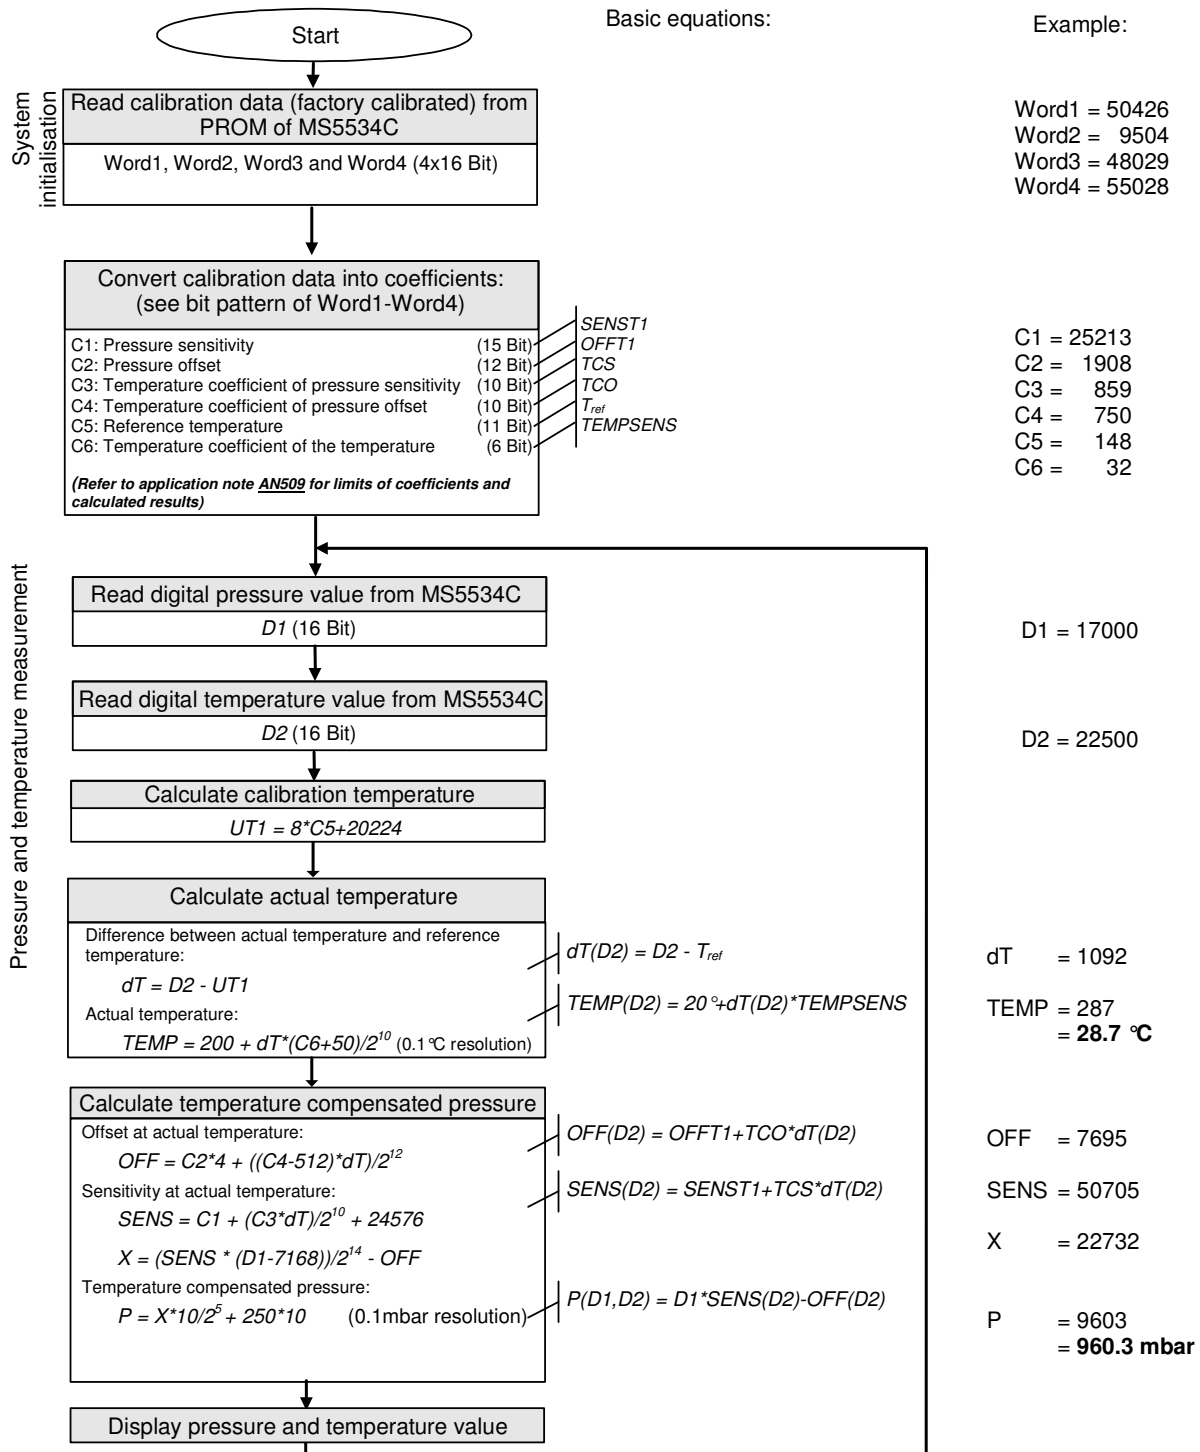 Start
Basic equations:
Example:
System
initialisation
Read calibration data (factory calibrated) from
PROM of MS5534C
Word1, Word2, Word3 and Word4 (4x16 Bit)
Word1 = 50426
Word2 = 9504
Word3 = 48029
Word4 = 55028
Convert calibration data into coefficients:
(see bit pattern of Word1-Word4)
C1: Pressure sensitivity (15 Bit)
C2: Pressure offset (12 Bit)
C3: Temperature coefficient of pressure sensitivity (10 Bit)
C4: Temperature coefficient of pressure offset (10 Bit)
C5: Reference temperature (11 Bit)
C6: Temperature coefficient of the temperature (6 Bit)
(Refer to application note AN509 for limits of coefficients and
calculated results)
SENST1
OFFT1
TCS
TCO
Tref
TEMPSENS
C1 = 25213
C2 = 1908
C3 = 859
C4 = 750
C5 = 148
C6 = 32
Pressure and temperature measurement
Read digital pressure value from MS5534C
D1 (16 Bit)
D1 = 17000
Read digital temperature value from MS5534C
D2 (16 Bit)
D2 = 22500
Calculate calibration temperature
UT1 = 8*C5+20224
Calculate actual temperature
Difference between actual temperature and reference
temperature:
dT = D2 - UT1
Actual temperature:
TEMP = 200 + dT*(C6+50)/2^10 (0.1°C resolution)
dT(D2) = D2 - Tref
TEMP(D2) = 20°+dT(D2)*TEMPSENS
dT = 1092
TEMP = 287
= 28.7 °C
Calculate temperature compensated pressure
Offset at actual temperature:
OFF = C2*4 + ((C4-512)*dT)/2^12
Sensitivity at actual temperature:
SENS = C1 + (C3*dT)/2^10 + 24576
X = (SENS * (D1-7168))/2^14 - OFF
Temperature compensated pressure:
P = X*10/2^5 + 250*10 (0.1mbar resolution)
OFF(D2) = OFFT1+TCO*dT(D2)
SENS(D2) = SENST1+TCS*dT(D2)
P(D1,D2) = D1*SENS(D2)-OFF(D2)
OFF = 7695
SENS = 50705
X = 22732
P = 9603
= 960.3 mbar
Display pressure and temperature value